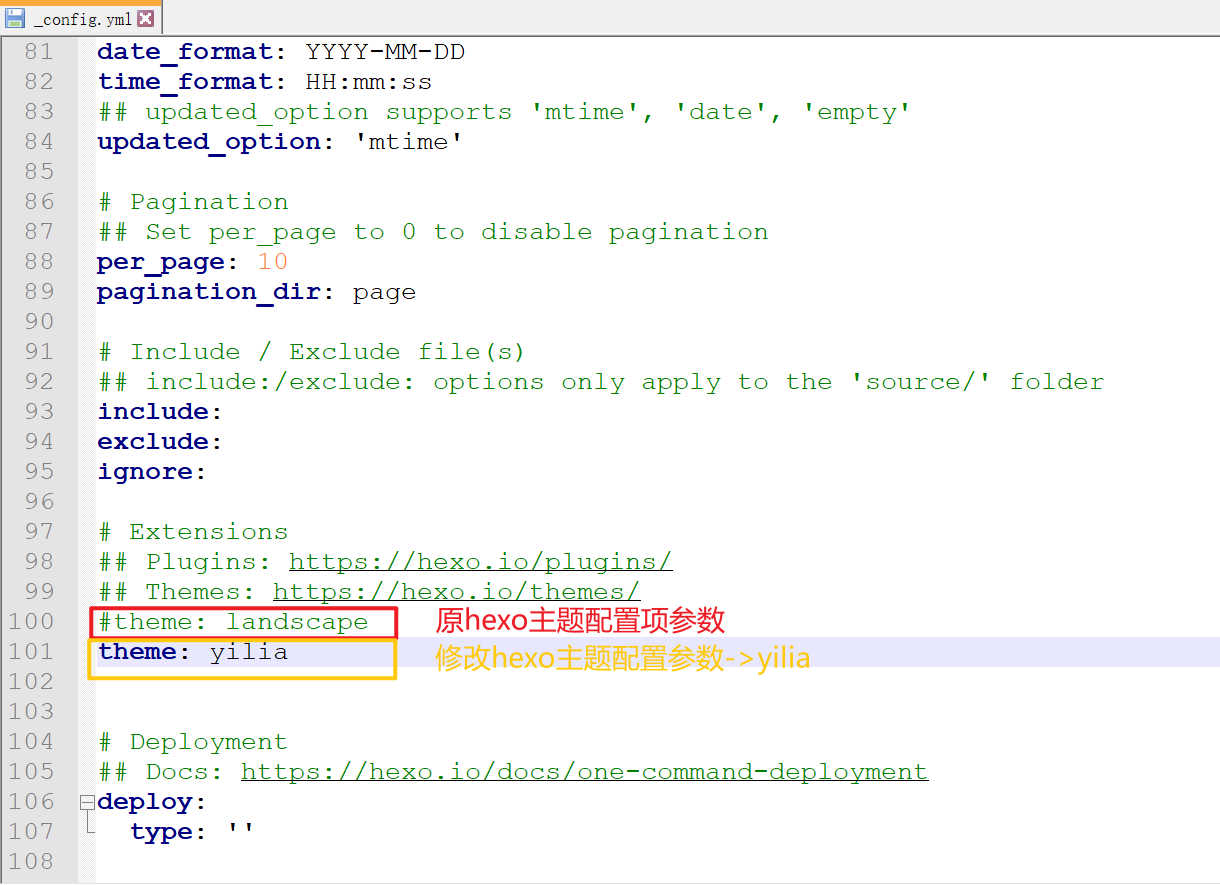 _config.yml
81 date_format: YYYY-MM-DD
82 time_format: HH:mm:ss
83 ## updated_option supports 'mtime', 'date', 'empty'
84 updated_option: 'mtime'
85
86 # Pagination
87 ## Set per_page to 0 to disable pagination
88 per_page: 10
89 pagination_dir: page
90
91 # Include / Exclude file(s)
92 ## include:/exclude: options only apply to the 'source/' folder
93 include:
94 exclude:
95 ignore:
96
97 # Extensions
98 ## Plugins: https://hexo.io/plugins/
99 ## Themes: https://hexo.io/themes/
100 #theme: landscape 原hexo主题配置项参数
101 theme: yilia 修改hexo主题配置参数->yilia
102
103
104 # Deployment
105 ## Docs: https://hexo.io/docs/one-command-deployment
106 deploy:
107   type: ''
108